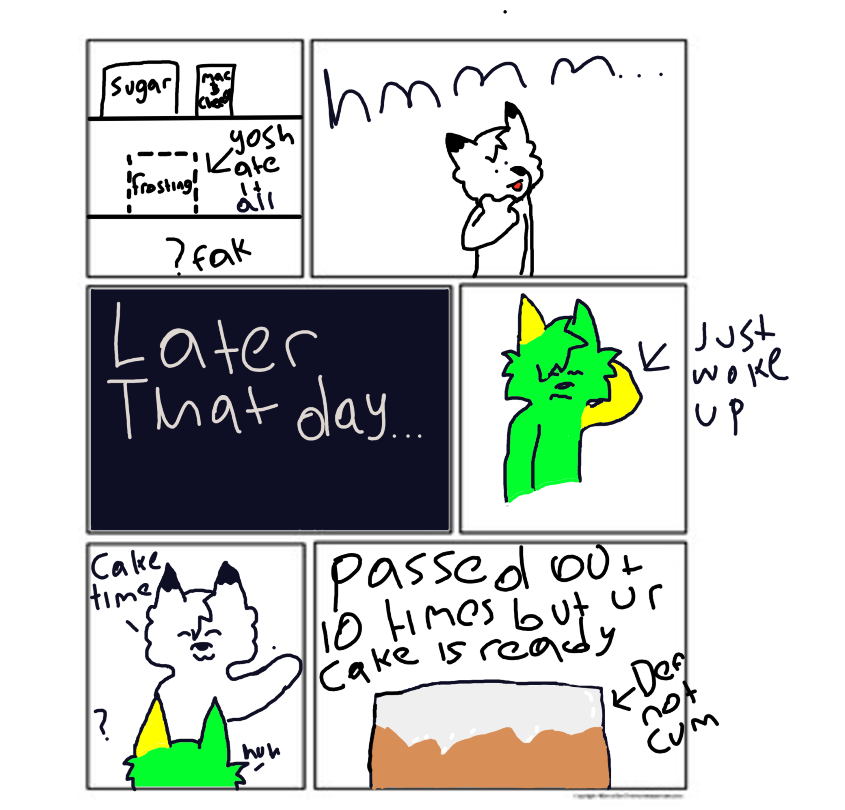 sugar
mac
&
cheese
yosh
ate
it
all
frosting
? fak
hmmm...
Later
That day...
Just
woke
up
Cake
time
?
huh
passed out
10 times but ur
cake is ready
Def
not
cum